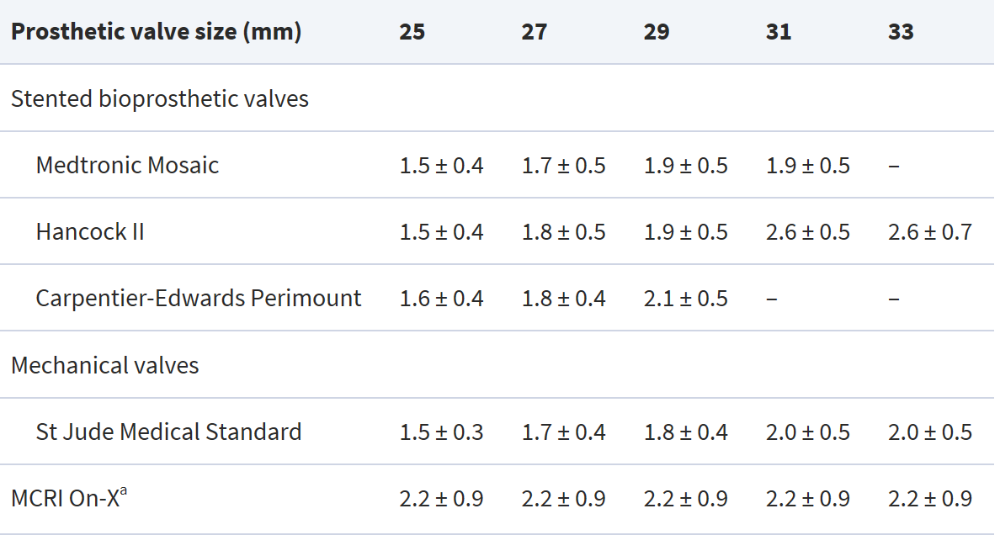 Prosthetic valve size (mm) 25 27 29 31 33
Stented bioprosthetic valves
Medtronic Mosaic 1.5 ± 0.4 1.7 ± 0.5 1.9 ± 0.5 1.9 ± 0.5 –
Hancock II 1.5 ± 0.4 1.8 ± 0.5 1.9 ± 0.5 2.6 ± 0.5 2.6 ± 0.7
Carpentier-Edwards Perimount 1.6 ± 0.4 1.8 ± 0.4 2.1 ± 0.5 – –
Mechanical valves
St Jude Medical Standard 1.5 ± 0.3 1.7 ± 0.4 1.8 ± 0.4 2.0 ± 0.5 2.0 ± 0.5
MCRI On-Xᵃ 2.2 ± 0.9 2.2 ± 0.9 2.2 ± 0.9 2.2 ± 0.9 2.2 ± 0.9